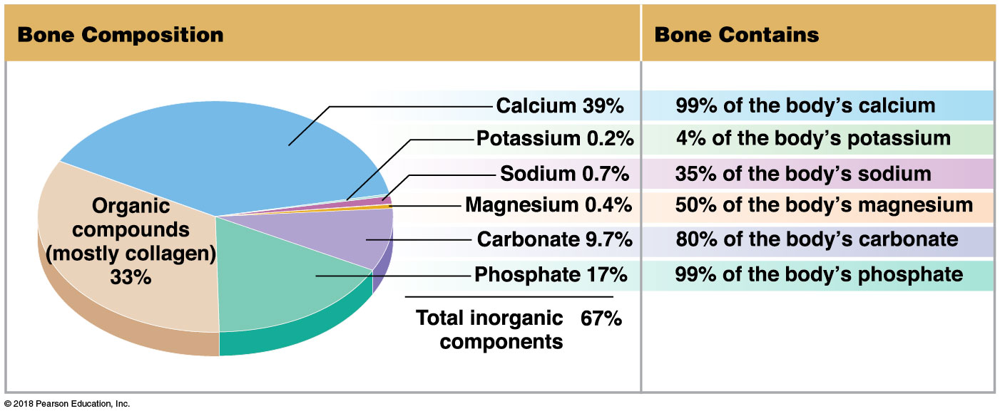 Bone Composition
Bone Contains
Calcium 39%
99% of the body's calcium
Potassium 0.2%
4% of the body's potassium
Sodium 0.7%
35% of the body's sodium
Magnesium 0.4%
50% of the body's magnesium
Carbonate 9.7%
80% of the body's carbonate
Phosphate 17%
99% of the body's phosphate
Organic
compounds
(mostly collagen)
33%
Total inorganic 67%
components
© 2018 Pearson Education, Inc.